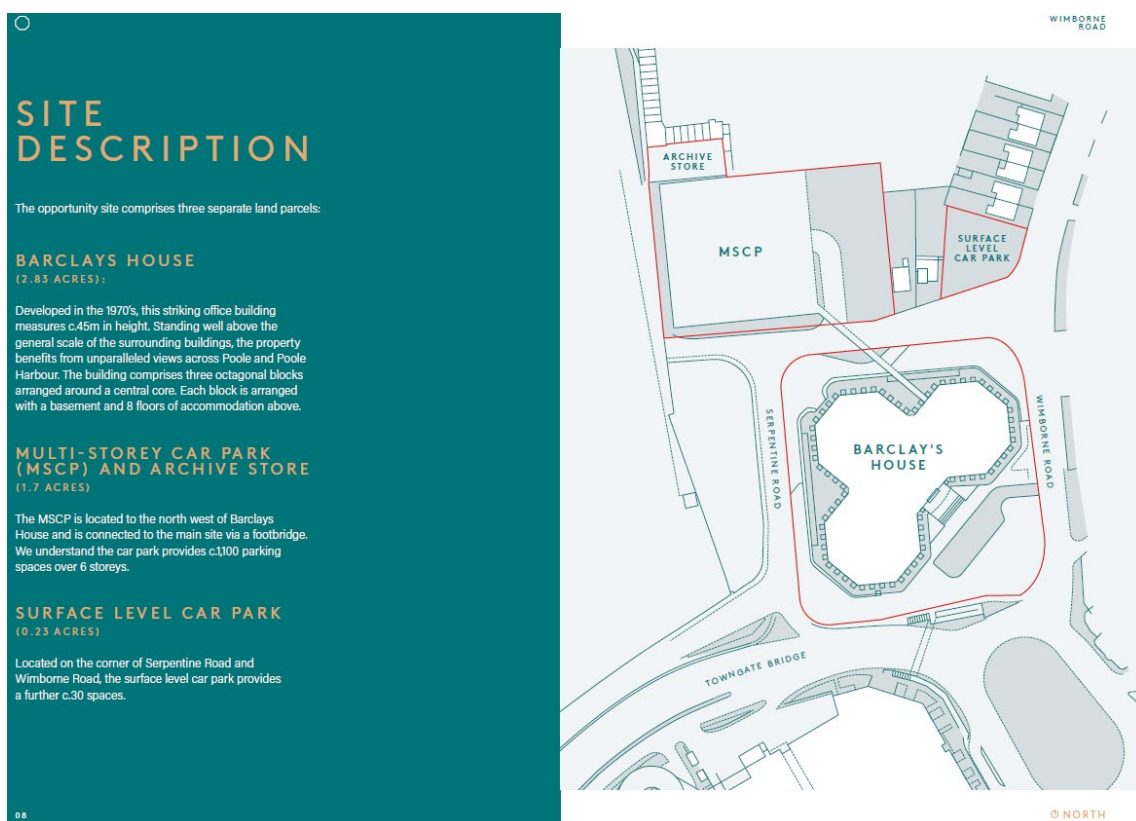 SITE
DESCRIPTION
The opportunity site comprises three separate land parcels:
BARCLAYS HOUSE
(2.83 ACRES):
Developed in the 1970's, this striking office building
measures c.45m in height. Standing well above the
general scale of the surrounding buildings, the property
benefits from unparalleled views across Poole and Poole
Harbour. The building comprises three octagonal blocks
arranged around a central core. Each block is arranged
with a basement and 8 floors of accommodation above.
MULTI-STOREY CAR PARK
(MSCP) AND ARCHIVE STORE
(1.7 ACRES)
The MSCP is located to the north west of Barclays
House and is connected to the main site via a footbridge.
We understand the car park provides c.1,100 parking
spaces over 6 storeys.
SURFACE LEVEL CAR PARK
(0.23 ACRES)
Located on the corner of Serpentine Road and
Wimborne Road, the surface level car park provides
a further c.30 spaces.
08
WIMBORNE
ROAD
ARCHIVE
STORE
MSCP
SURFACE
LEVEL
CAR PARK
SERPENTINE ROAD
BARCLAY'S
HOUSE
WIMBORNE ROAD
TOWNGATE BRIDGE
NORTH